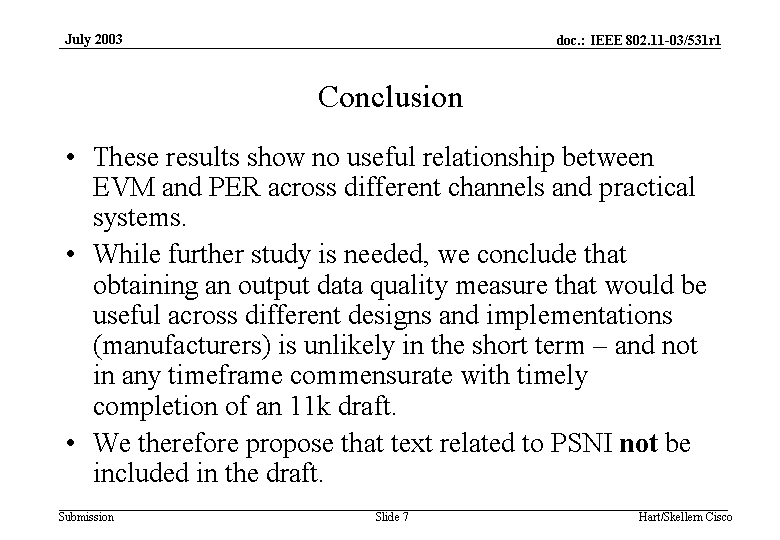 July 2003
doc.: IEEE 802.11-03/531r1
Conclusion
• These results show no useful relationship between
EVM and PER across different channels and practical
systems.
• While further study is needed, we conclude that
obtaining an output data quality measure that would be
useful across different designs and implementations
(manufacturers) is unlikely in the short term – and not
in any timeframe commensurate with timely
completion of an 11k draft.
• We therefore propose that text related to PSNI not be
included in the draft.
Submission
Slide 7
Hart/Skellern Cisco